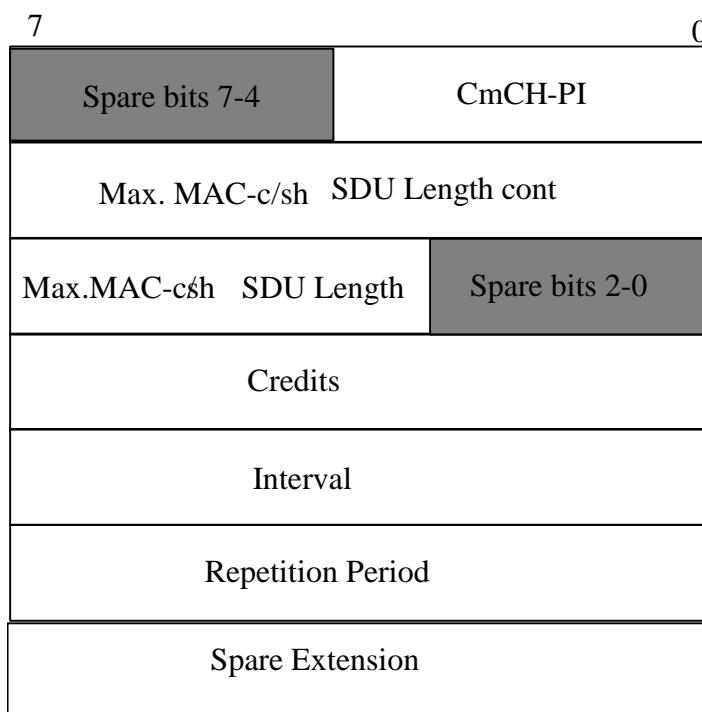 7 0
Spare bits 7-4 CmCH-PI
Max. MAC-c/sh SDU Length cont
Max.MAC-c/sh SDU Length Spare bits 2-0
Credits
Interval
Repetition Period
Spare Extension